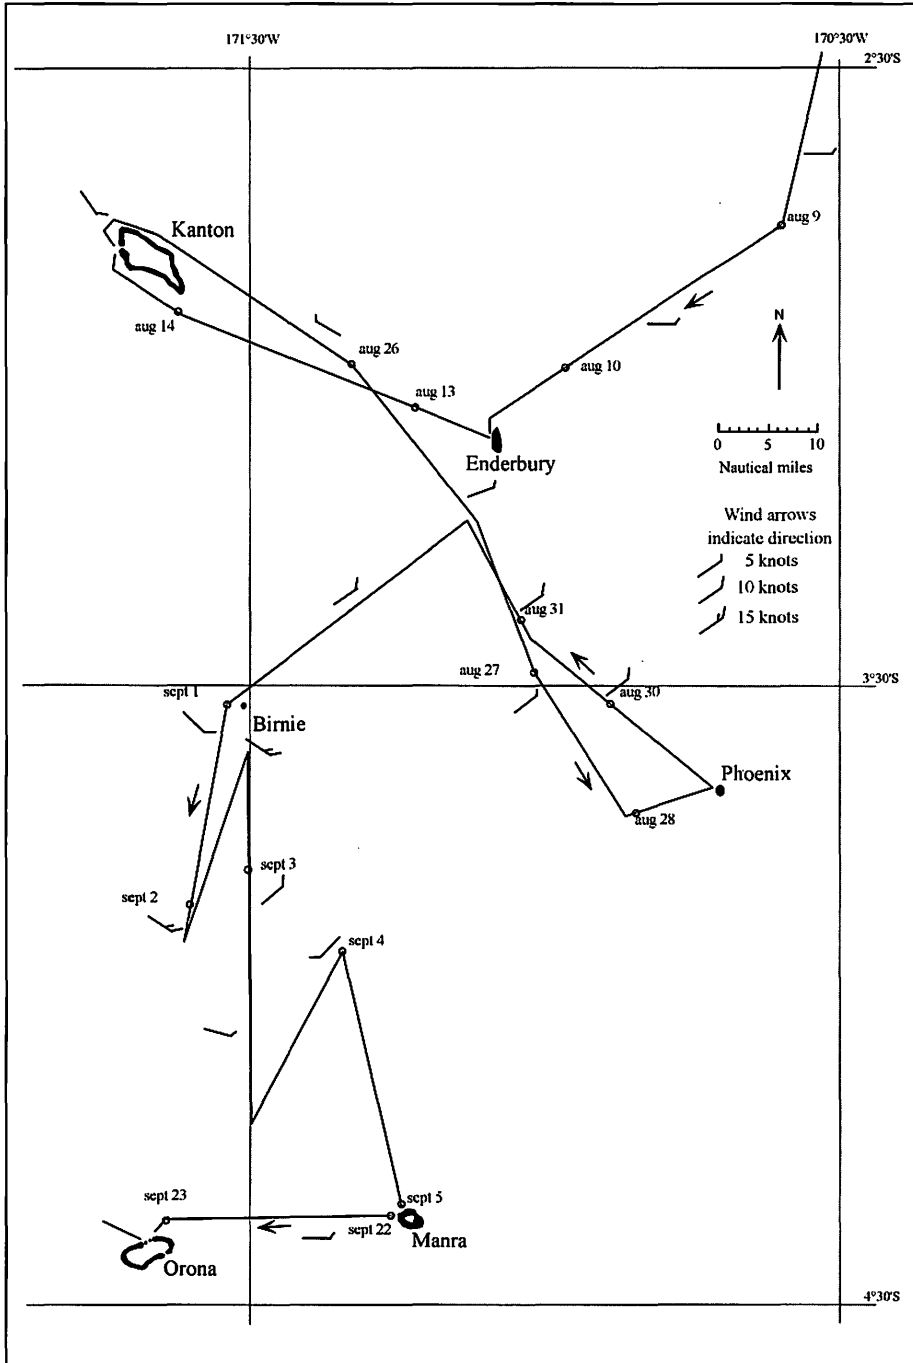 171°30'W
170°30'W
2°30'S
Kanton
aug 9
aug 14
aug 26
aug 10
N
aug 13
Enderbury
0 5 10
Nautical miles
Wind arrows
indicate direction
5 knots
10 knots
15 knots
aug 31
aug 27
3°30'S
sept 1
aug 30
Birnie
Phoenix
aug 28
sept 3
sept 2
sept 4
sept 23
sept 5
sept 22
Manra
Orona
4°30'S